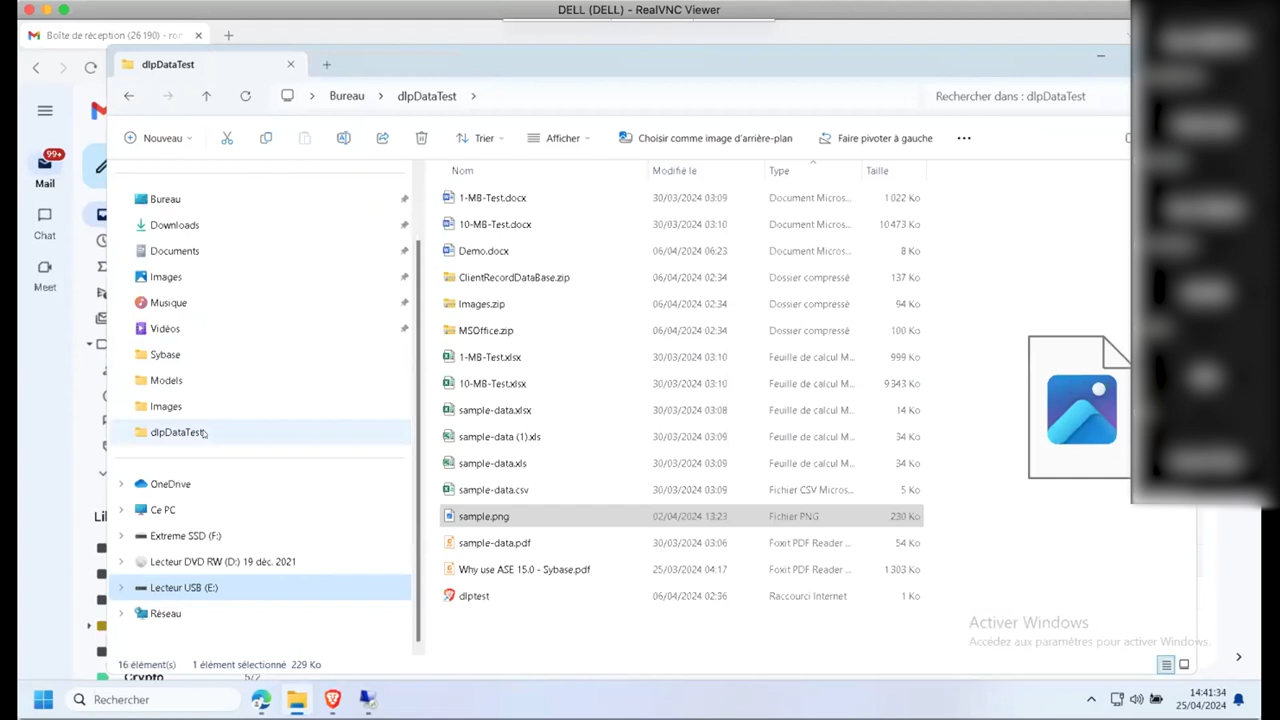 DELL (DELL) - RealVNC Viewer
Boîte de réception (26 190) - ror
dlpDataTest
Bureau > dlpDataTest >
Rechercher dans : dlpDataTest
Nouveau
Trier
Afficher
Choisir comme image d'arrière-plan
Faire pivoter à gauche
99+
Mail
Chat
Meet
Bureau
Downloads
Documents
Images
Musique
Vidéos
Sybase
Models
Images
dlpDataTest
OneDrive
Ce PC
Extreme SSD (F:)
Lecteur DVD RW (D:) 19 déc. 2021
Lecteur USB (E:)
Réseau
Nom Modifié le Type Taille
1-MB-Test.docx 30/03/2024 03:09 Document Micros... 1 022 Ko
10-MB-Test.docx 30/03/2024 03:09 Document Micros... 10 473 Ko
Demo.docx 06/04/2024 06:23 Document Micros... 8 Ko
ClientRecordDataBase.zip 06/04/2024 02:34 Dossier compressé 137 Ko
Images.zip 06/04/2024 02:34 Dossier compressé 94 Ko
MSOffice.zip 06/04/2024 02:34 Dossier compressé 100 Ko
1-MB-Test.xlsx 30/03/2024 03:10 Feuille de calcul M... 999 Ko
10-MB-Test.xlsx 30/03/2024 03:10 Feuille de calcul M... 9 343 Ko
sample-data.xlsx 30/03/2024 03:08 Feuille de calcul M... 14 Ko
sample-data (1).xls 30/03/2024 03:09 Feuille de calcul M... 34 Ko
sample-data.xls 30/03/2024 03:09 Feuille de calcul M... 34 Ko
sample-data.csv 30/03/2024 03:09 Fichier CSV Micros... 5 Ko
sample.png 02/04/2024 13:23 Fichier PNG 230 Ko
sample-data.pdf 30/03/2024 03:06 Foxit PDF Reader ... 54 Ko
Why use ASE 15.0 - Sybase.pdf 25/03/2024 04:17 Foxit PDF Reader ... 1 303 Ko
dlptest 06/04/2024 02:36 Raccourci Internet 1 Ko
Activer Windows
Accédez aux paramètres pour activer Windows.
16 élément(s) 1 élément sélectionné 229 Ko
Rechercher
14:41:34
25/04/2024